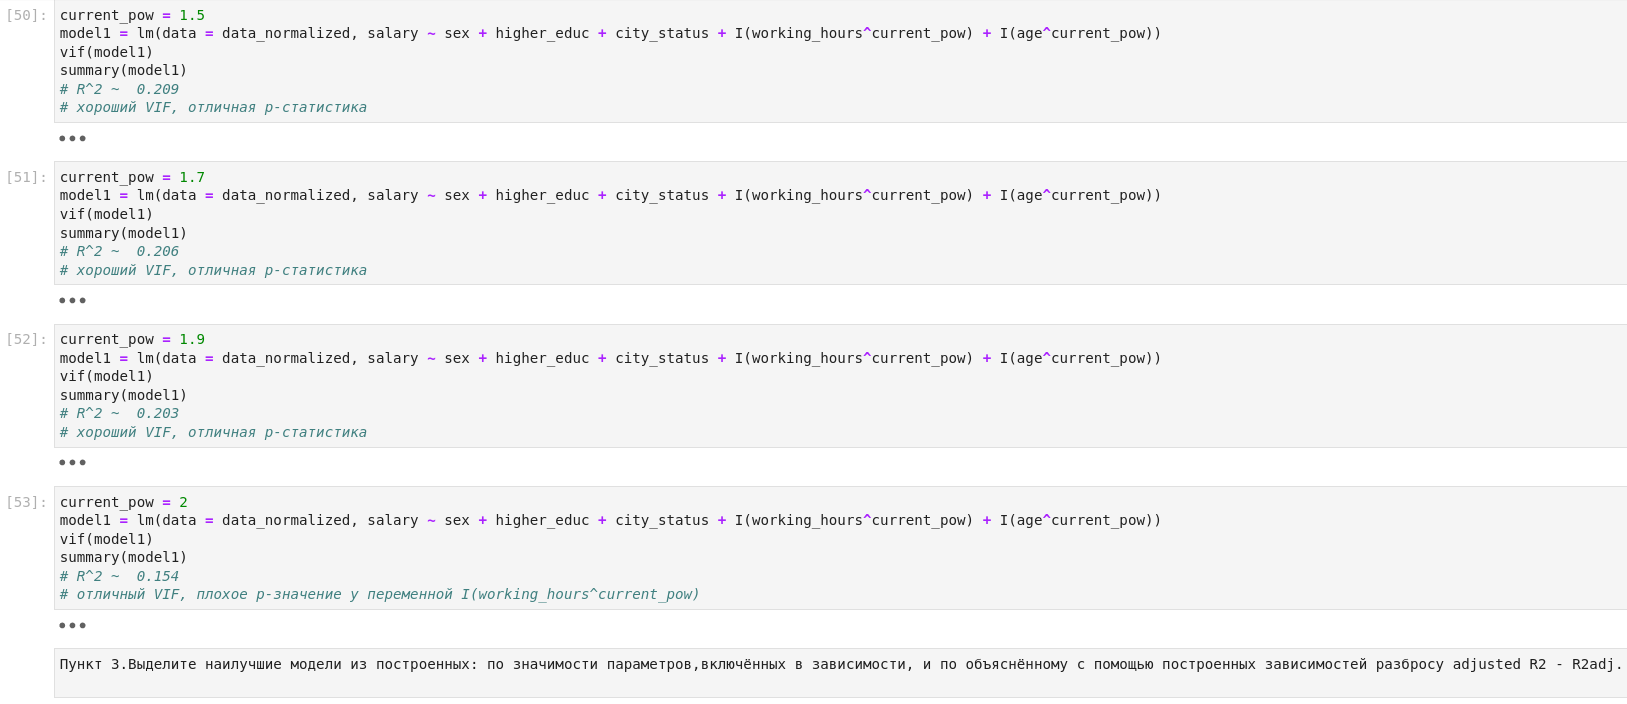 [50]:
current_pow = 1.5
model1 = lm(data = data_normalized, salary ~ sex + higher_educ + city_status + I(working_hours^current_pow) + I(age^current_pow))
vif(model1)
summary(model1)
# R^2 ~  0.209
# хороший VIF, отличная р-статистика
[51]:
current_pow = 1.7
model1 = lm(data = data_normalized, salary ~ sex + higher_educ + city_status + I(working_hours^current_pow) + I(age^current_pow))
vif(model1)
summary(model1)
# R^2 ~  0.206
# хороший VIF, отличная р-статистика
[52]:
current_pow = 1.9
model1 = lm(data = data_normalized, salary ~ sex + higher_educ + city_status + I(working_hours^current_pow) + I(age^current_pow))
vif(model1)
summary(model1)
# R^2 ~  0.203
# хороший VIF, отличная р-статистика
[53]:
current_pow = 2
model1 = lm(data = data_normalized, salary ~ sex + higher_educ + city_status + I(working_hours^current_pow) + I(age^current_pow))
vif(model1)
summary(model1)
# R^2 ~  0.154
# отличный VIF, плохое р-значение у переменной I(working_hours^current_pow)
Пункт 3.Выделите наилучшие модели из построенных: по значимости параметров,включённых в зависимости, и по объяснённому с помощью построенных зависимостей разбросу adjusted R2 - R2adj.